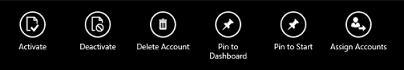 Activate
Deactivate
Delete Account
Pin to
Dashboard
Pin to Start
Assign Accounts